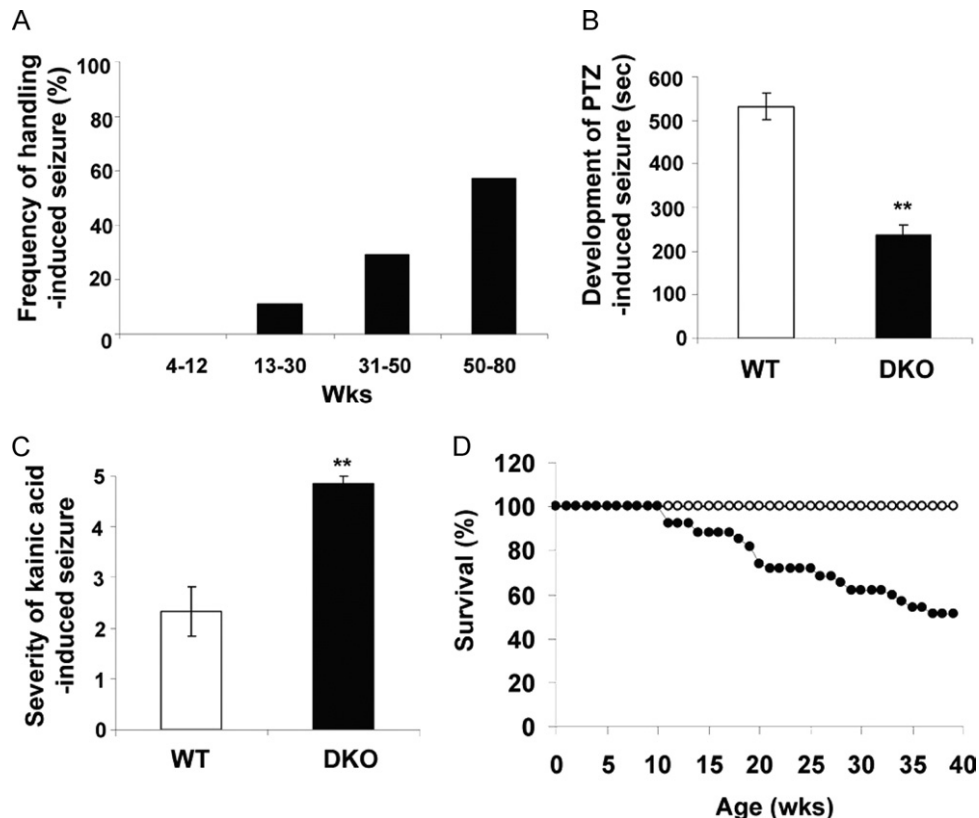 A
Frequency of handling
-induced seizure (%)
100
80
60
40
20
0
4-12 13-30 31-50 50-80
Wks
B
Development of PTZ
-induced seizure (sec)
600
500
400
300
200
100
0
**
WT DKO
C
Severity of kainic acid
-induced seizure
5
4
3
2
1
0
**
WT DKO
D
Survival (%)
120
100
80
60
40
20
0
0 5 10 15 20 25 30 35 40
Age (wks)